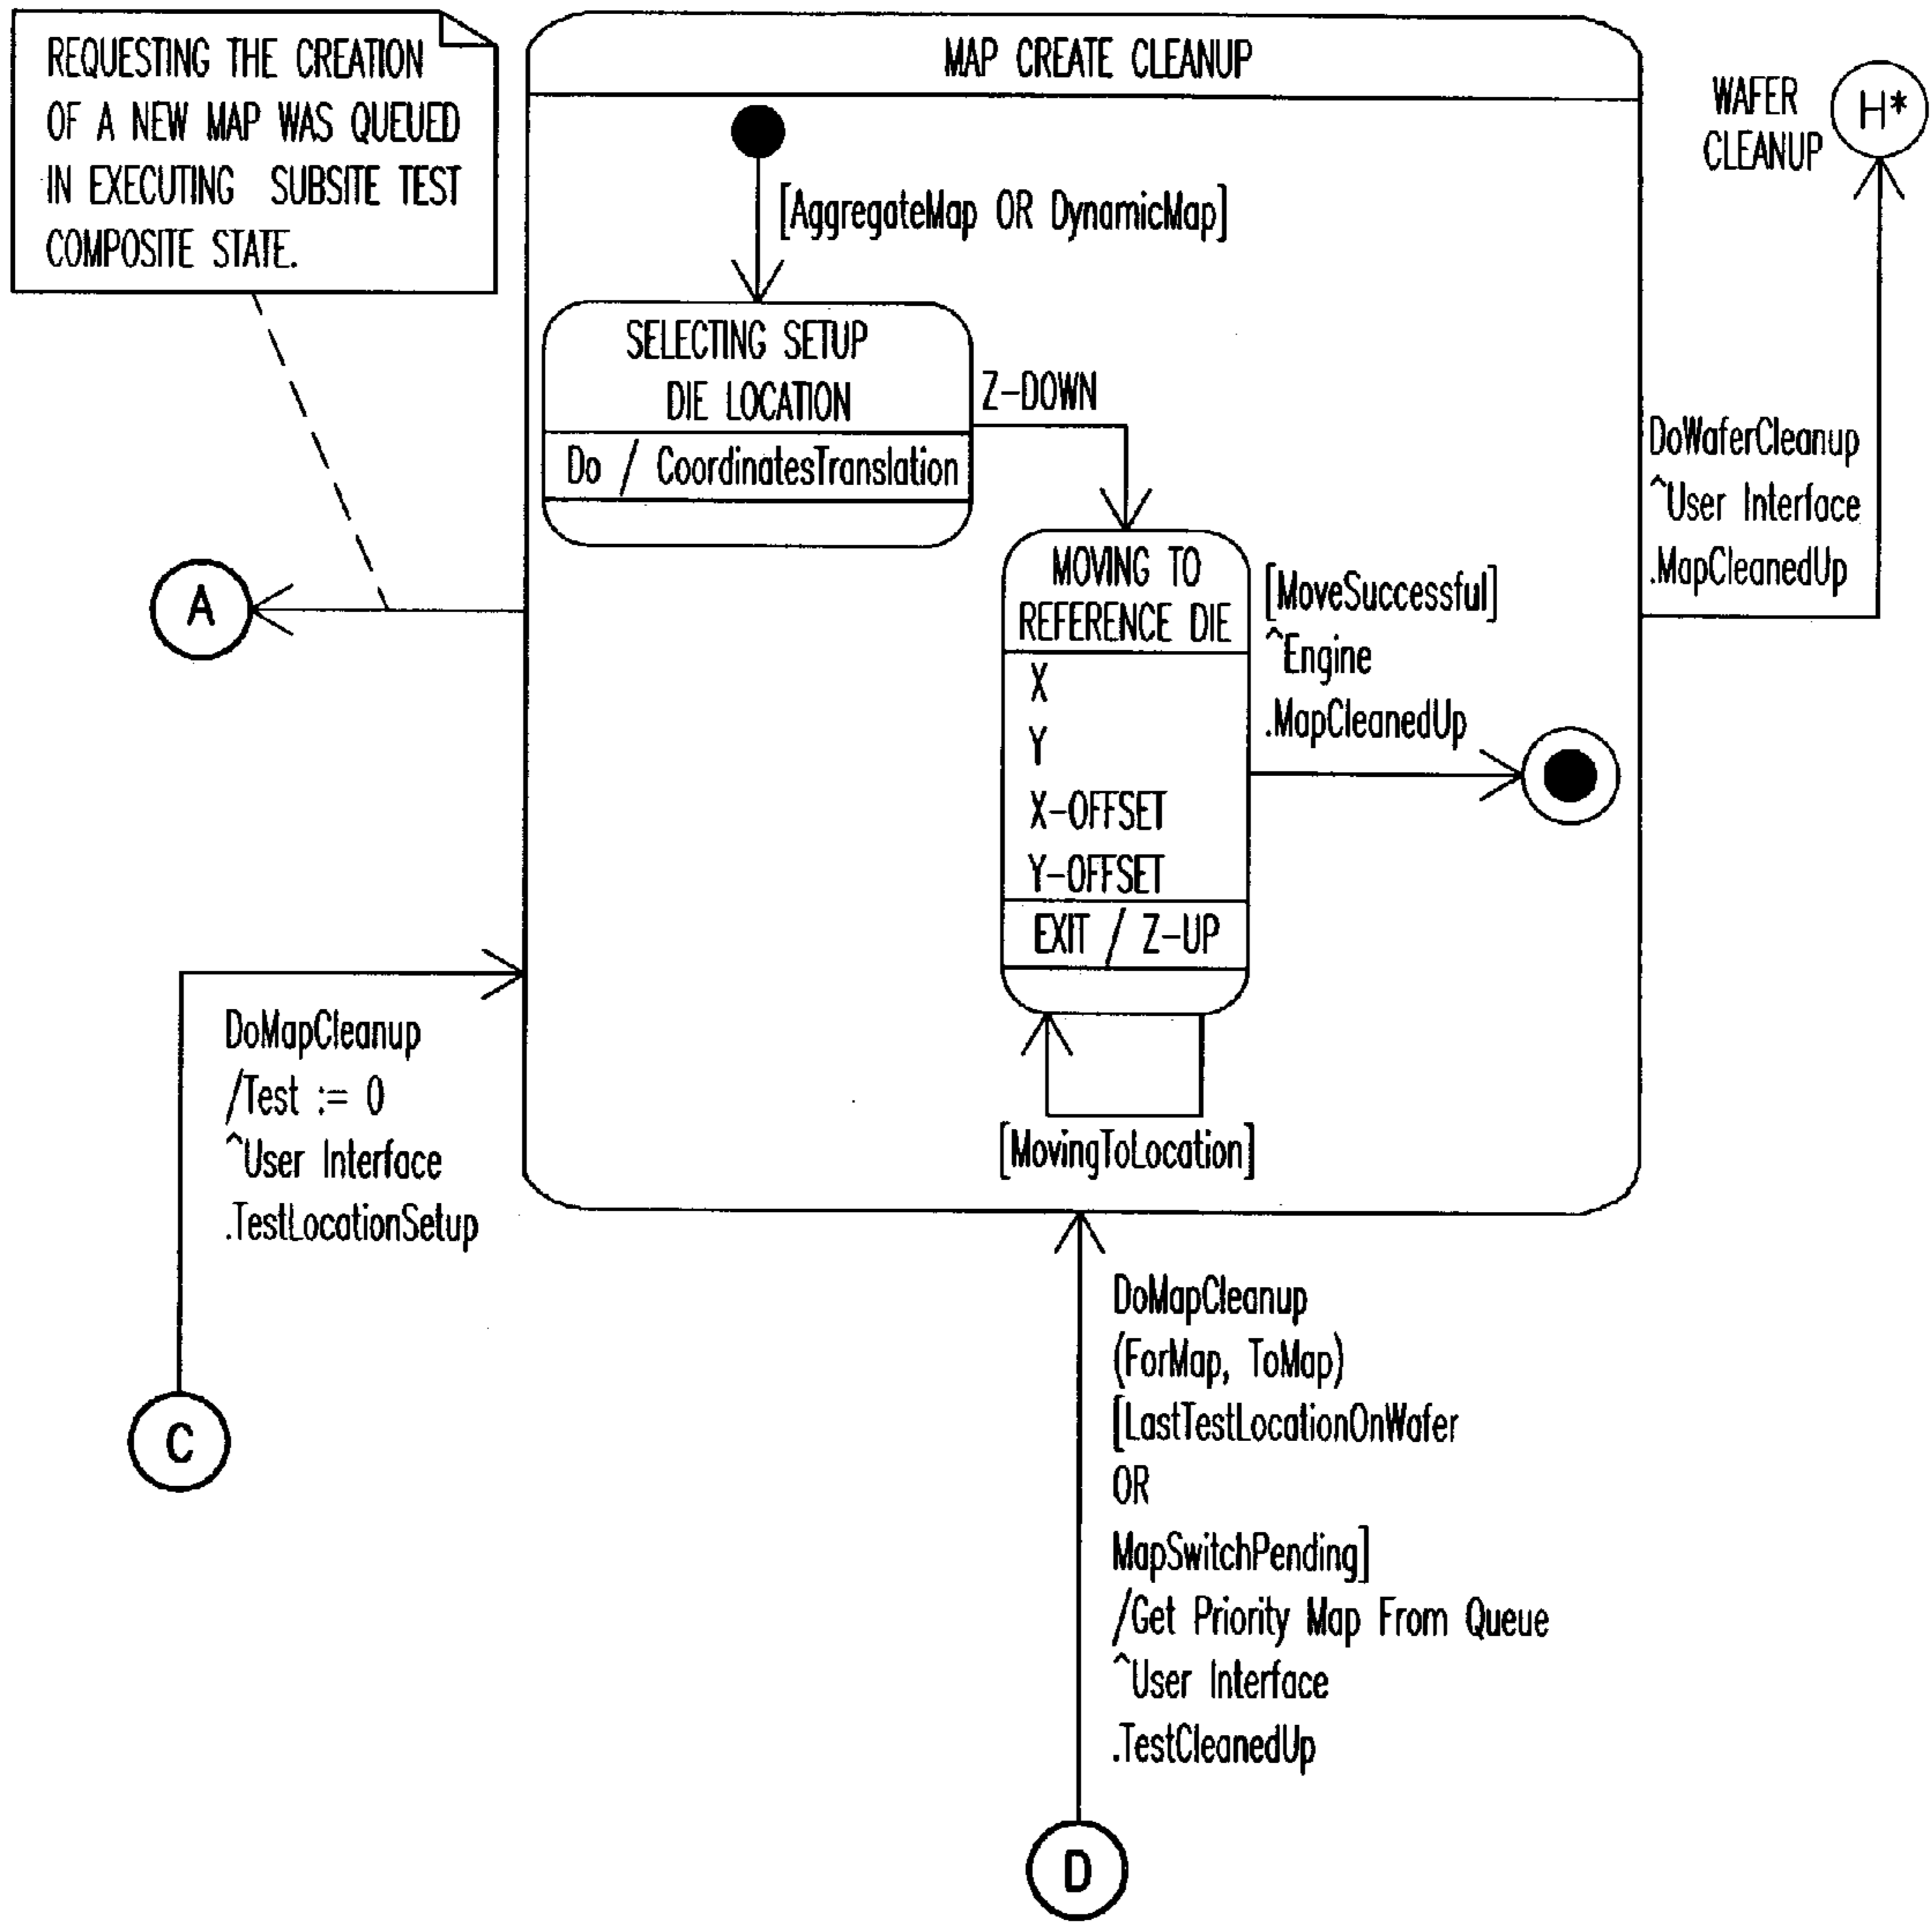 REQUESTING THE CREATION
OF A NEW MAP WAS QUEUED
IN EXECUTING SUBSITE TEST
COMPOSITE STATE.
MAP CREATE CLEANUP
WAFER
CLEANUP
H*
[AggregateMap OR DynamicMap]
SELECTING SETUP
DIE LOCATION
Do / CoordinatesTranslation
Z-DOWN
DoWaferCleanup
^User Interface
.MapCleanedUp
A
MOVING TO
REFERENCE DIE
X
Y
X-OFFSET
Y-OFFSET
EXIT / Z-UP
[MoveSuccessful]
^Engine
.MapCleanedUp
[MovingToLocation]
DoMapCleanup
/Test := 0
^User Interface
.TestLocationSetup
C
DoMapCleanup
(ForMap, ToMap)
[LastTestLocationOnWafer
OR
MapSwitchPending]
/Get Priority Map From Queue
^User Interface
.TestCleanedUp
D